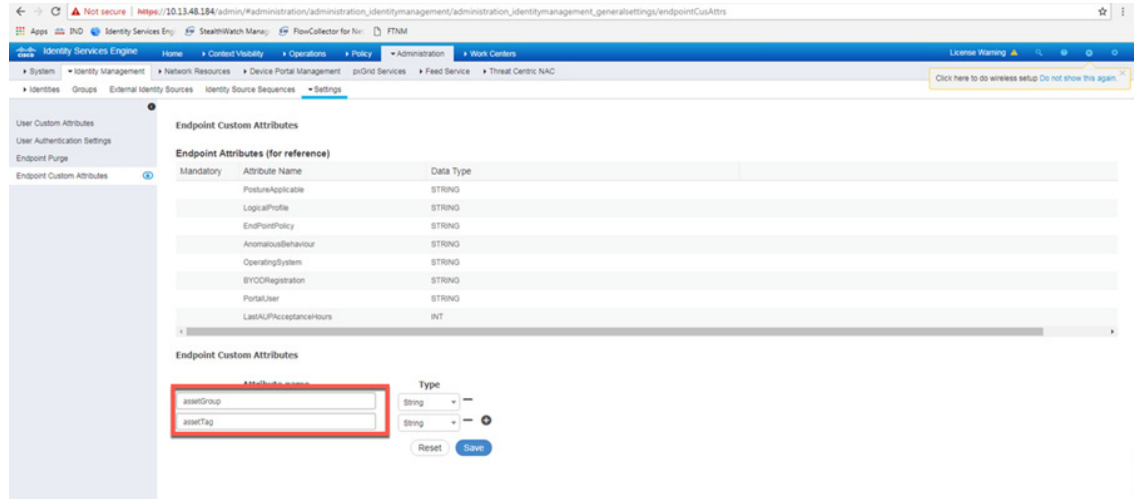 Not secure | https://10.13.48.184/admin/#administration/administration_identitymanagement/administration_identitymanagement_generalsettings/endpointCusAttrs
Apps IND Identity Services Eng StealthWatch Manag FlowCollector for Net FTNM
cisco Identity Services Engine Home Context Visibility Operations Policy Administration Work Centers License Warning
System Identity Management Network Resources Device Portal Management pxGrid Services Feed Service Threat Centric NAC
Click here to do wireless setup Do not show this again.
Identities Groups External Identity Sources Identity Source Sequences Settings
User Custom Attributes
User Authentication Settings
Endpoint Purge
Endpoint Custom Attributes
Endpoint Custom Attributes
Endpoint Attributes (for reference)
Mandatory Attribute Name Data Type
PostureApplicable STRING
LogicalProfile STRING
EndPointPolicy STRING
AnomalousBehaviour STRING
OperatingSystem STRING
BYODRegistration STRING
PortalUser STRING
LastAUPAcceptanceHours INT
Endpoint Custom Attributes
Attribute name Type
assetGroup String
assetTag String
Reset Save